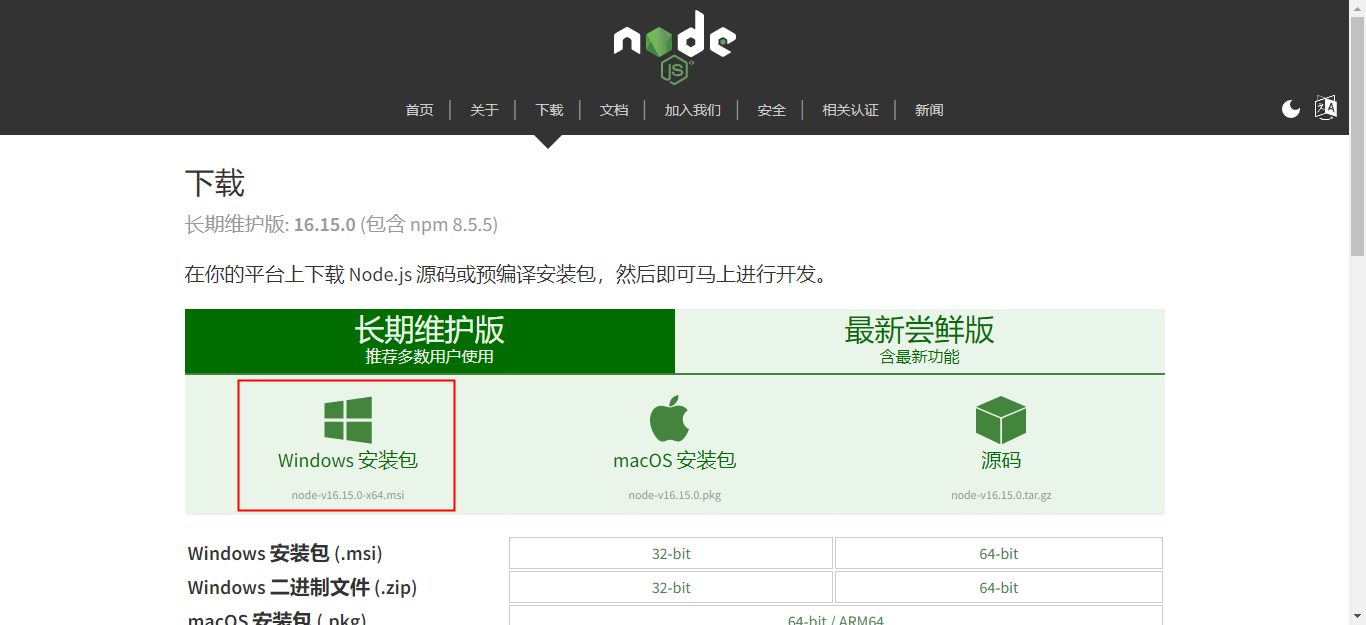 node
JS
首页 关于 下载 文档 加入我们 安全 相关认证 新闻
下载
长期维护版: 16.15.0 (包含 npm 8.5.5)
在你的平台上下载 Node.js 源码或预编译安装包，然后即可马上进行开发。
长期维护版
推荐多数用户使用
最新尝鲜版
含最新功能
Windows 安装包
node-v16.15.0-x64.msi
macOS 安装包
node-v16.15.0.pkg
源码
node-v16.15.0.tar.gz
Windows 安装包 (.msi) 32-bit 64-bit
Windows 二进制文件 (.zip) 32-bit 64-bit
macOS 安装包 (.pkg) 64-bit / ARM64